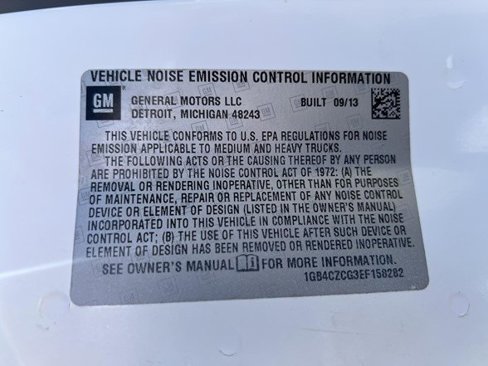 VEHICLE NOISE EMISSION CONTROL INFORMATION
GM GENERAL MOTORS LLC BUILT 09/13
DETROIT, MICHIGAN 48243
THIS VEHICLE CONFORMS TO U.S. EPA REGULATIONS FOR NOISE
EMISSION APPLICABLE TO MEDIUM AND HEAVY TRUCKS.
THE FOLLOWING ACTS OR THE CAUSING THEREOF BY ANY PERSON
ARE PROHIBITED BY THE NOISE CONTROL ACT OF 1972: (A) THE
REMOVAL OR RENDERING INOPERATIVE, OTHER THAN FOR PURPOSES
OF MAINTENANCE, REPAIR OR REPLACEMENT OF ANY NOISE CONTROL
DEVICE OR ELEMENT OF DESIGN (LISTED IN THE OWNER'S MANUAL)
INCORPORATED INTO THIS VEHICLE IN COMPLIANCE WITH THE NOISE
CONTROL ACT; (B) THE USE OF THIS VEHICLE AFTER SUCH DEVICE OR
ELEMENT OF DESIGN HAS BEEN REMOVED OR RENDERED INOPERATIVE.
SEE OWNER'S MANUAL FOR MORE INFORMATION.
1GB4CZCG3EF158282